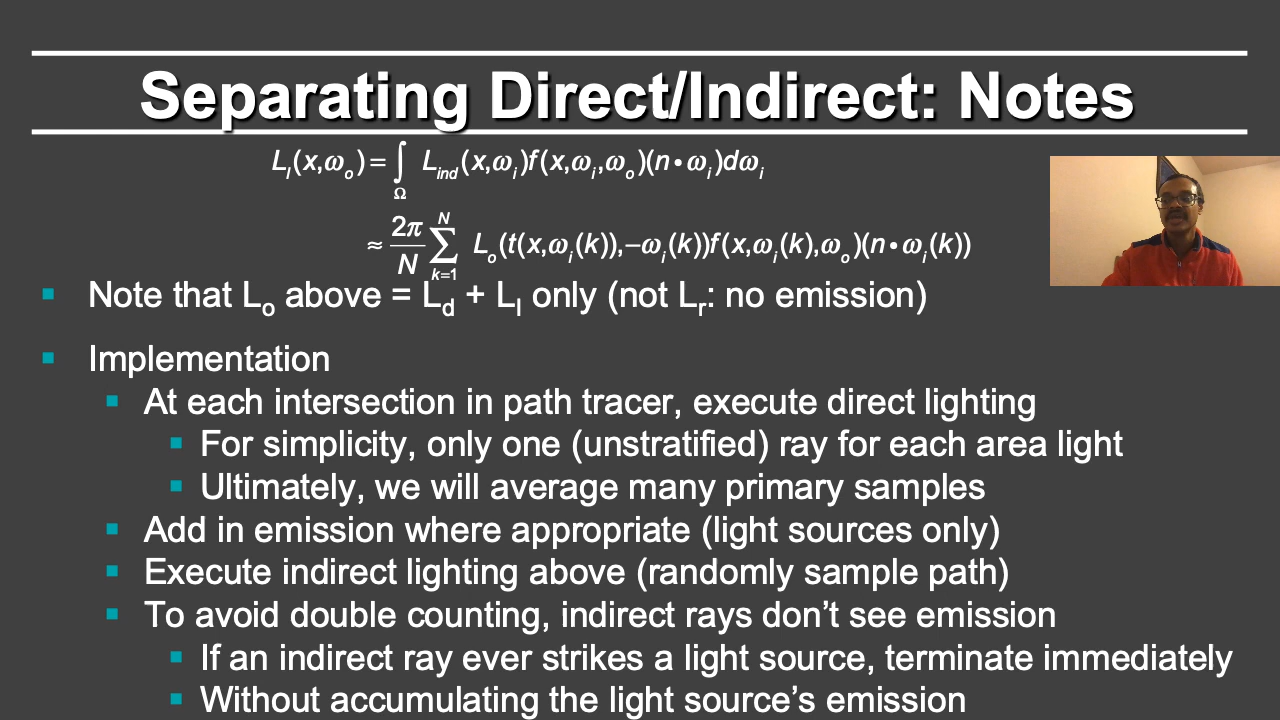 Separating Direct/Indirect: Notes
L_I(x,ω_o) = ∫_Ω L_ind(x,ω_i)f(x,ω_i,ω_o)(n•ω_i)dω_i
≈ 2π/N ∑_{k=1}^{N} L_o(t(x,ω_i(k)),−ω_i(k))f(x,ω_i(k),ω_o)(n•ω_i(k))
Note that L_o above = L_d + L_I only (not L_r: no emission)
Implementation
At each intersection in path tracer, execute direct lighting
For simplicity, only one (unstratified) ray for each area light
Ultimately, we will average many primary samples
Add in emission where appropriate (light sources only)
Execute indirect lighting above (randomly sample path)
To avoid double counting, indirect rays don’t see emission
If an indirect ray ever strikes a light source, terminate immediately
Without accumulating the light source’s emission